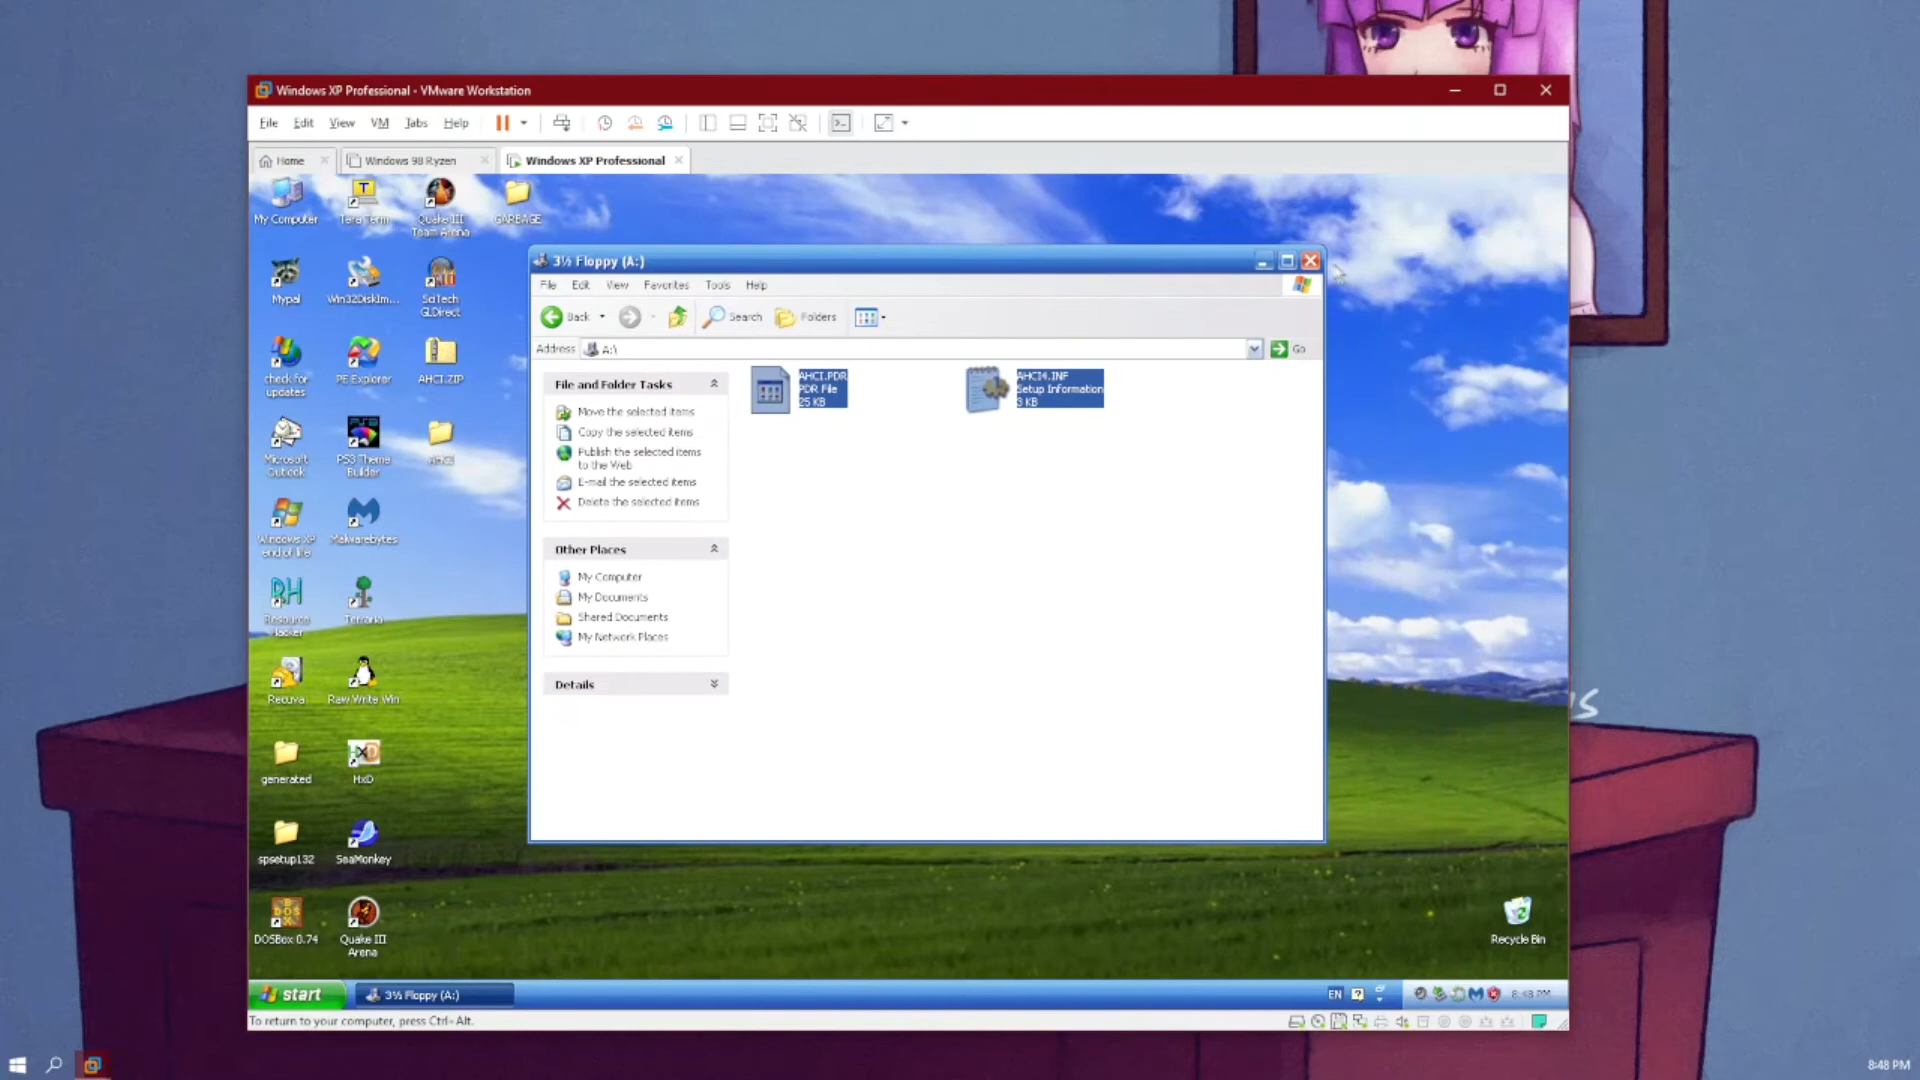 Windows XP Professional - VMware Workstation
File Edit View VM Tabs Help
Home
Windows 98 Ryzen
Windows XP Professional
My Computer
Tera Term
Quake III
Team Arena
GARBAGE
Mypal
Win32DiskIm...
SciTech
GLDirect
check for
updates
PE Explorer
AHCI.ZIP
Microsoft
Outlook
PS3 Theme
Builder
AHCI
Windows XP
end of life
Malwarebytes
Resource
Hacker
Terraria
Recuva
Raw Write Win
generated
HxD
spsetup132
SeaMonkey
DOSBox 0.74
Quake III
Arena
3½ Floppy (A:)
File Edit View Favorites Tools Help
Back
Search
Folders
Address
A:\
Go
File and Folder Tasks
Move the selected items
Copy the selected items
Publish the selected items
to the Web
E-mail the selected items
Delete the selected items
Other Places
My Computer
My Documents
Shared Documents
My Network Places
Details
AHCI.PDR
PDR File
25 KB
AHCI4.INF
Setup Information
3 KB
Recycle Bin
start
3½ Floppy (A:)
EN
8:48 PM
To return to your computer, press Ctrl+Alt.
8:48 PM